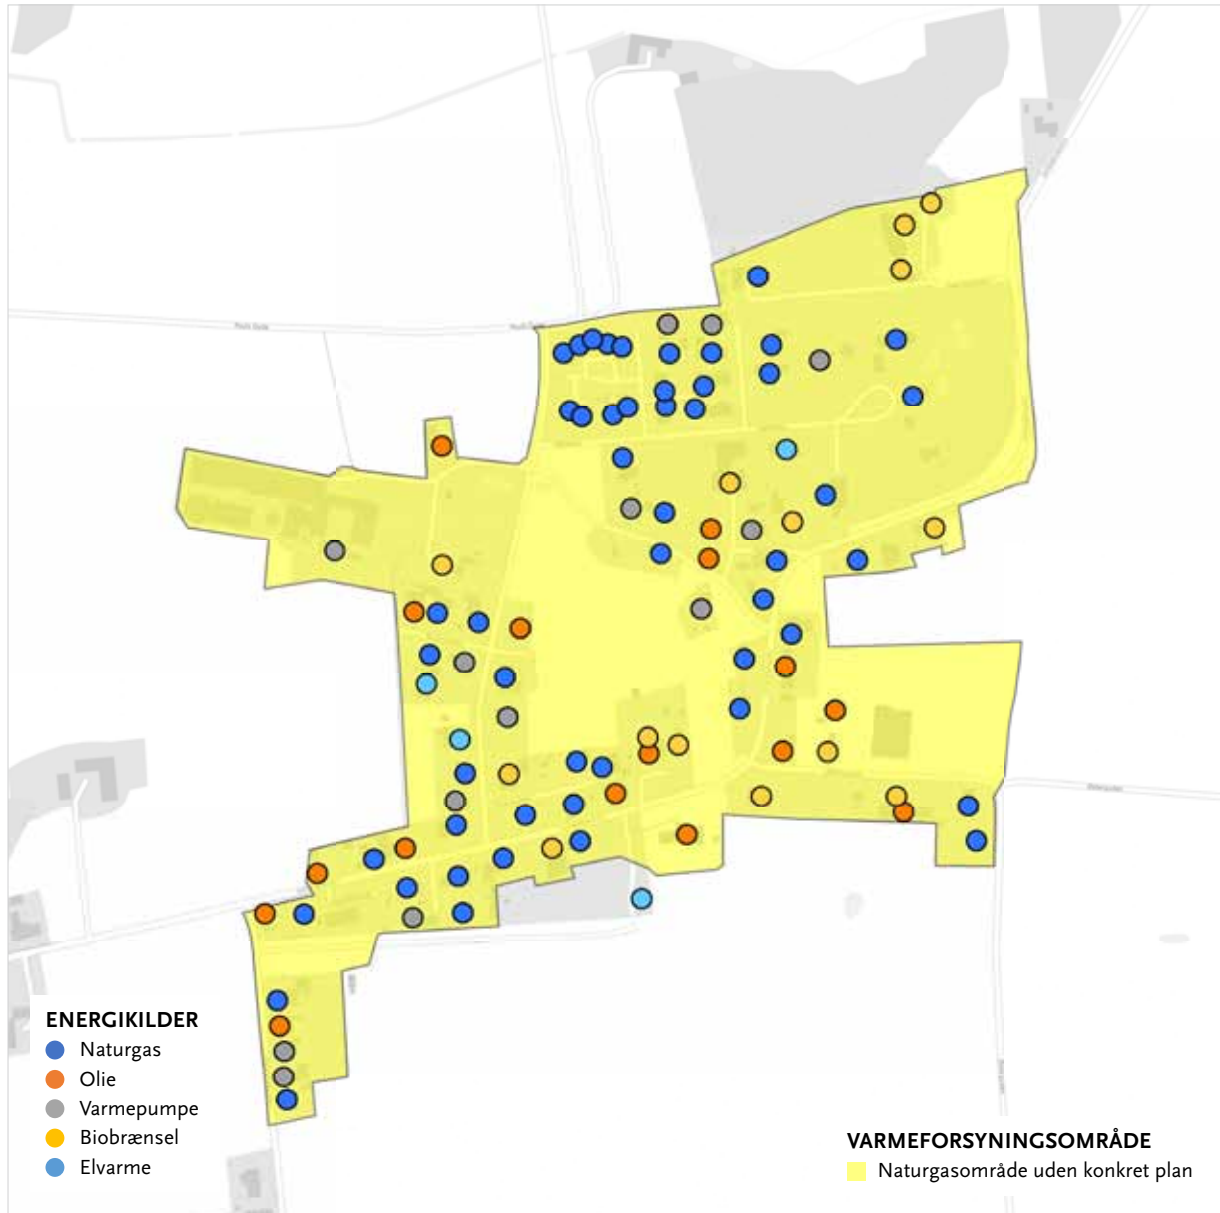 ENERGIKILDER
Naturgas
Olie
Varmepumpe
Biobrænsel
Elvarme
VARMEFORSYNINGSOMRÅDE
Naturgasområde uden konkret plan